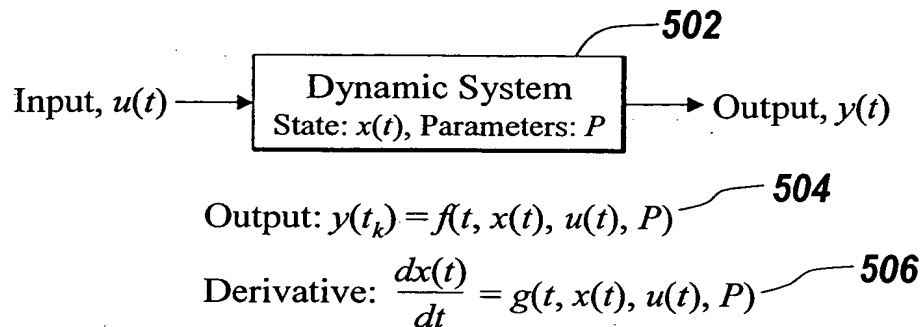 502
Dynamic System
State: x(t), Parameters: P
Input, u(t)
Output, y(t)
504
Output: y(t_k) = f(t, x(t), u(t), P)
506
Derivative: dx(t)/dt = g(t, x(t), u(t), P)